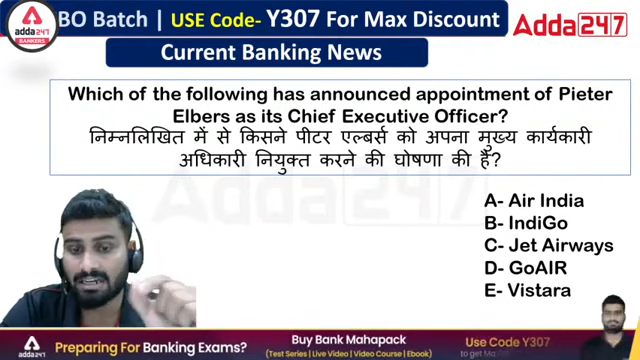 BO Batch | USE Code- Y307 For Max Discount
Adda247
adda247
BANKERS
Current Banking News
Which of the following has announced appointment of Pieter
Elbers as its Chief Executive Officer?
निम्नलिखित में से किसने पीटर एल्बर्स को अपना मुख्य कार्यकारी
अधिकारी नियुक्त करने की घोषणा की है?
Adda247
A- Air India
B- IndiGo
C- Jet Airways
D- GoAIR
E- Vistara
adda247
Preparing For Banking Exams?
Buy Bank Mahapack
(Test Series | Live Video | Video Course | Ebook)
Use Code Y307
to get